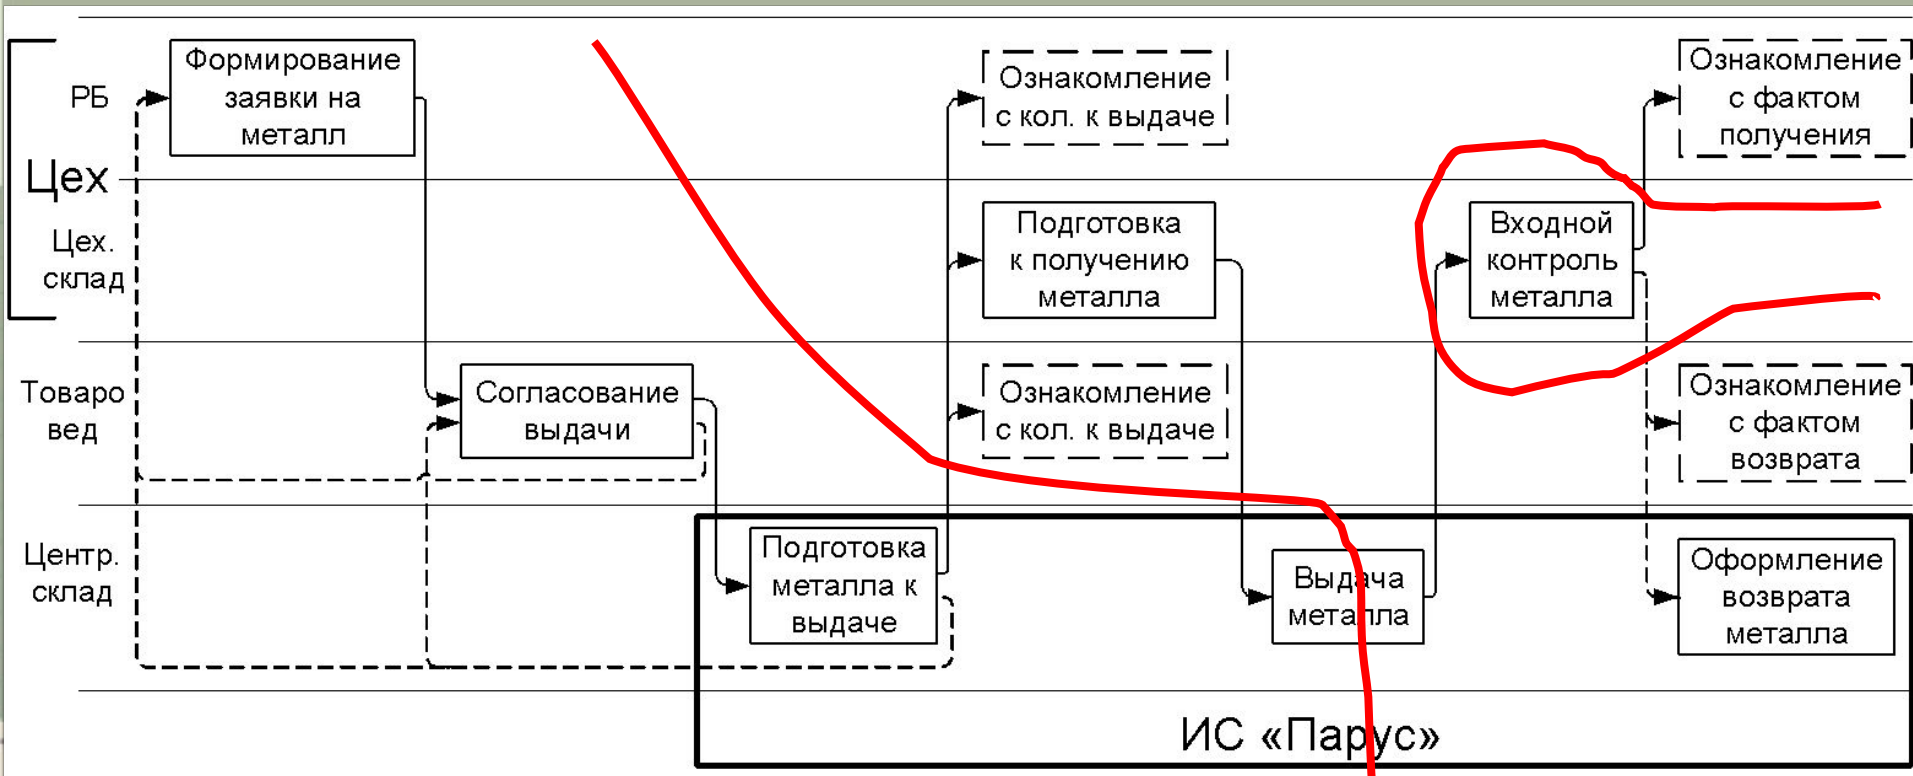 РБ
Формирование
заявки на
металл
Ознакомление
с кол. к выдаче
Ознакомление
с фактом
получения
Цех
Цех.
склад
Подготовка
к получению
металла
Входной
контроль
металла
Товаро
вед
Согласование
выдачи
Ознакомление
с кол. к выдаче
Ознакомление
с фактом
возврата
Центр.
склад
Подготовка
металла к
выдаче
Выдача
металла
Оформление
возврата
металла
ИС «Парус»